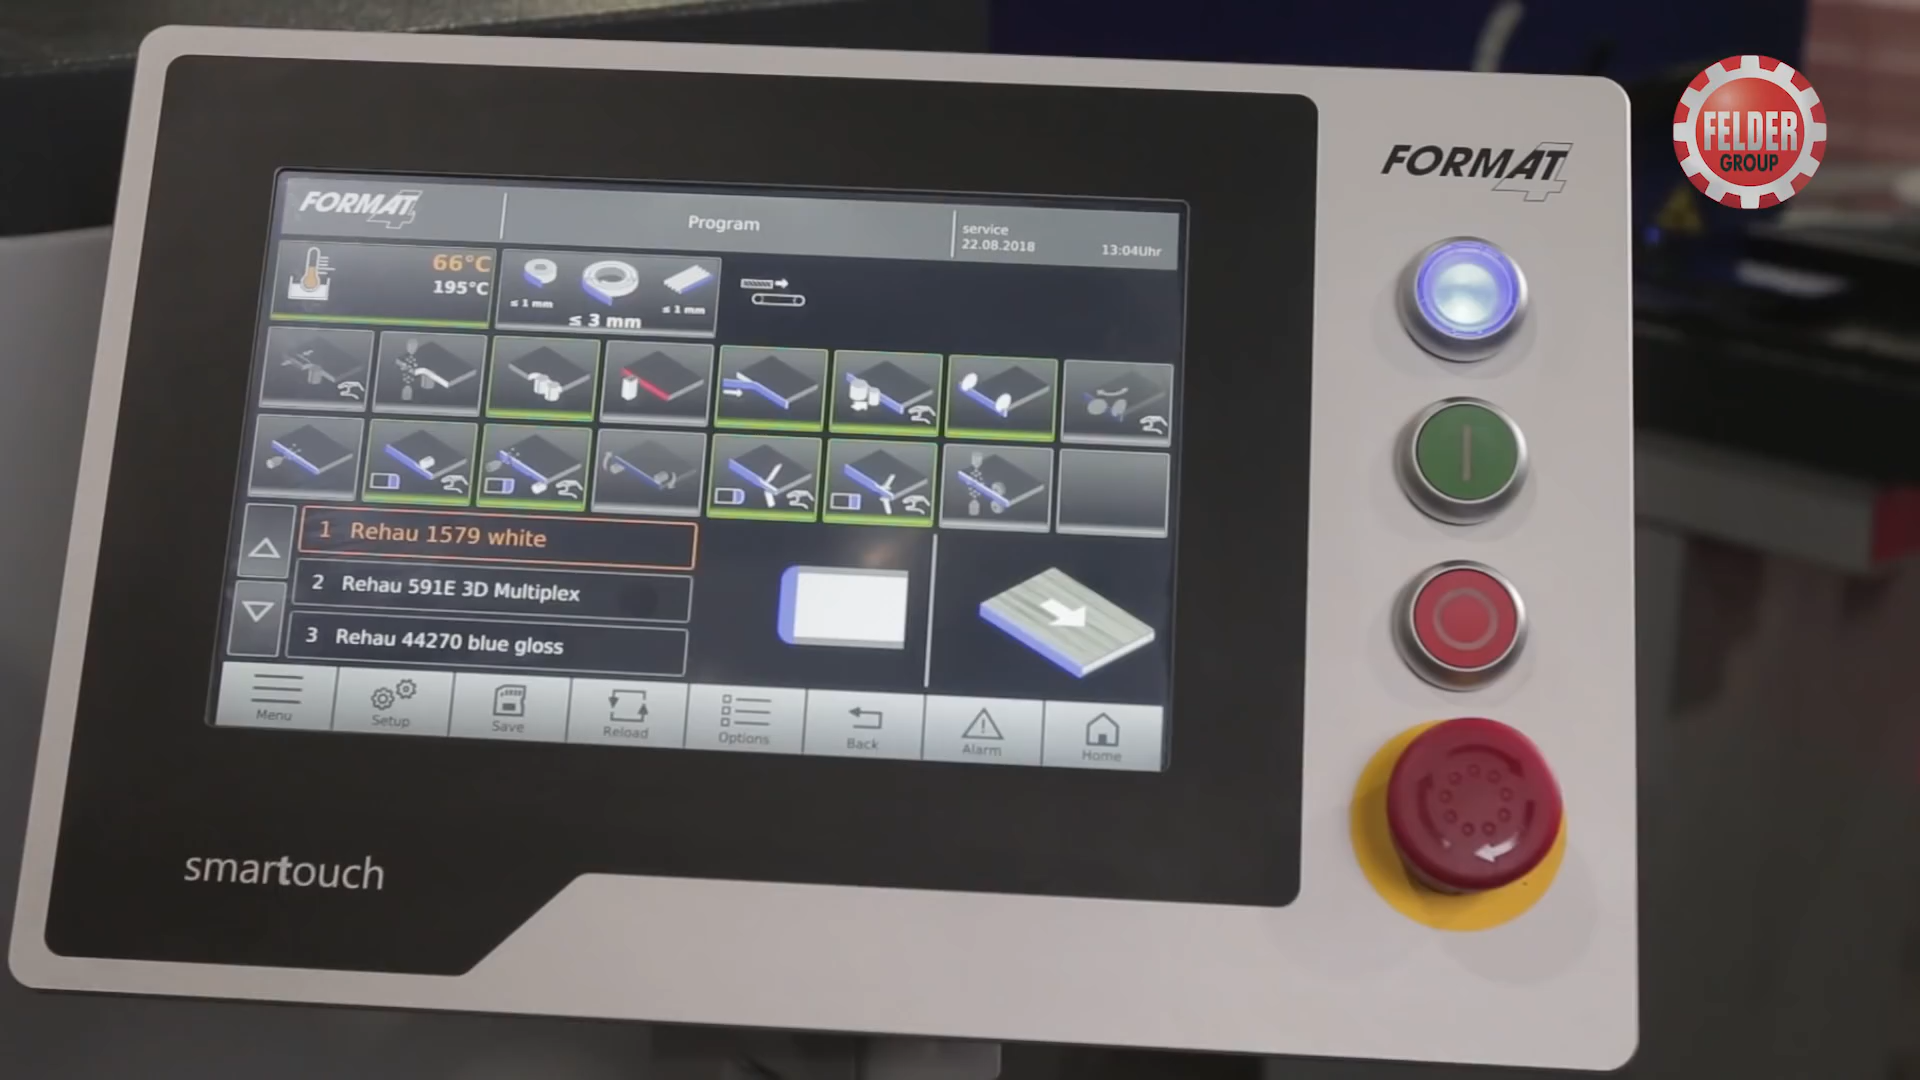 FORMAT4
Program
service
22.08.2018
13:04Uhr
66°C
195°C
≤ 1 mm
≤ 3 mm
≤ 1 mm
1 Rehau 1579 white
2 Rehau 591E 3D Multiplex
3 Rehau 44270 blue gloss
Menu
Setup
Save
Reload
Options
Back
Alarm
Home
smartouch
FORMAT4
FELDER
GROUP